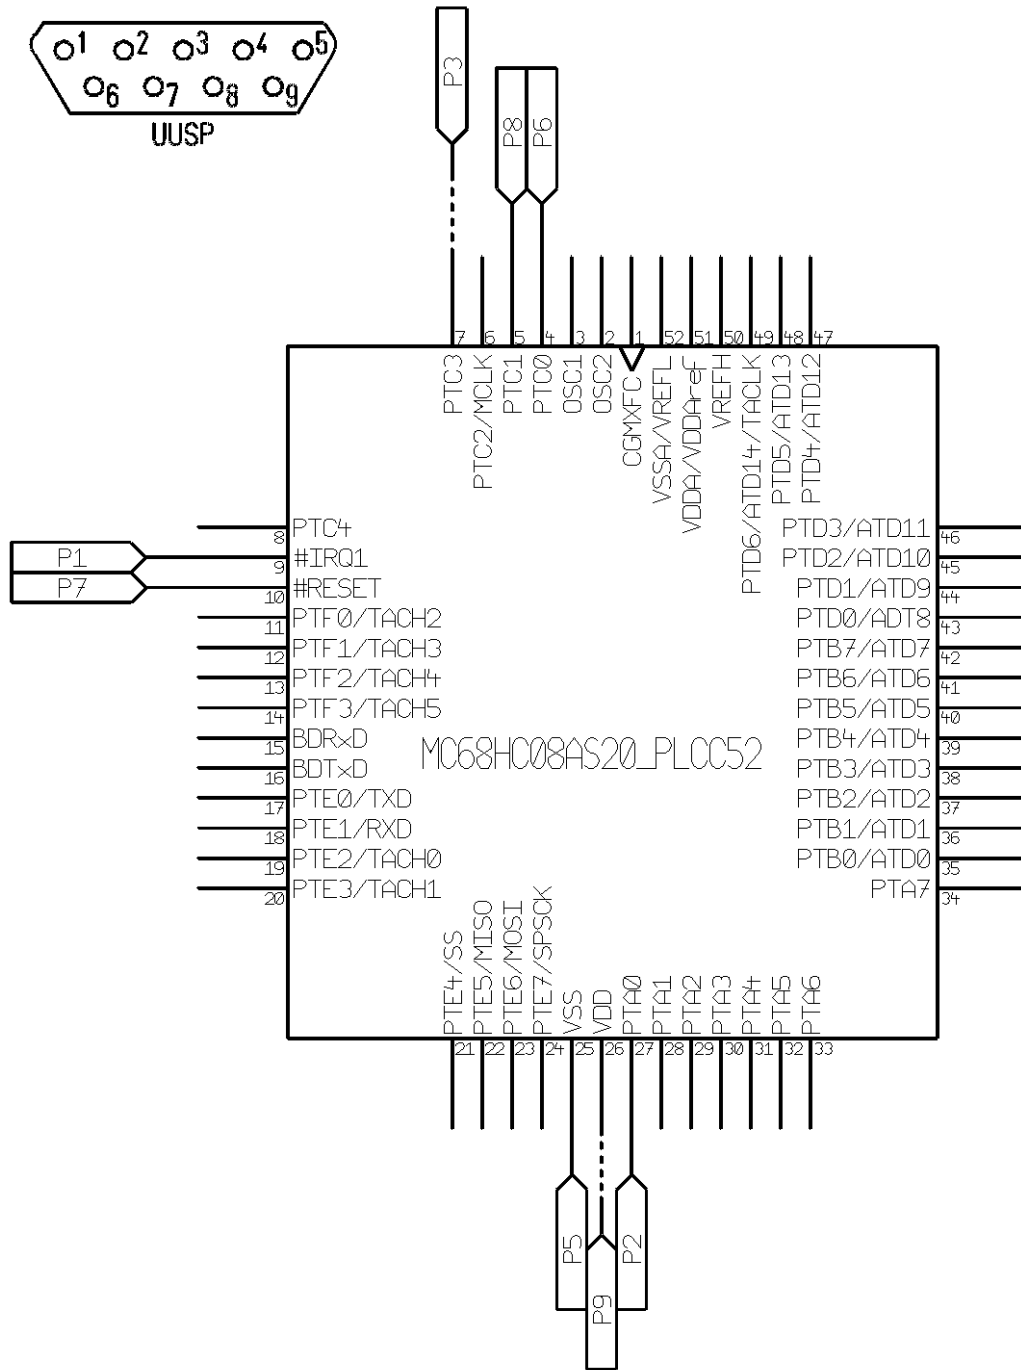 1 2 3 4 5
6 7 8 9
UUSP
P3
P8
P6
7 6 5 4 3 2 1 52 51 50 49 48 47
PTC3
PTC2/MCLK
PTC1
PTC0
OSC1
OSC2
CGMXFC
VSSA/VREFL
VDDA/VDDAref
VREFH
PTD6/ATD14/TACLK
PTD5/ATD13
PTD4/ATD12
P1
P7
8 PTC4
9 #IRQ1
10 #RESET
11 PTF0/TACH2
12 PTF1/TACH3
13 PTF2/TACH4
14 PTF3/TACH5
15 BDRxD
16 BDTxD
17 PTE0/TXD
18 PTE1/RXD
19 PTE2/TACH0
20 PTE3/TACH1
MC68HC08AS20_PLCC52
PTD3/ATD11 46
PTD2/ATD10 45
PTD1/ATD9 44
PTD0/ADT8 43
PTB7/ATD7 42
PTB6/ATD6 41
PTB5/ATD5 40
PTB4/ATD4 39
PTB3/ATD3 38
PTB2/ATD2 37
PTB1/ATD1 36
PTB0/ATD0 35
PTA7 34
PTE4/SS
PTE5/MISO
PTE6/MOSI
PTE7/SPSCK
VSS
VDD
PTA0
PTA1
PTA2
PTA3
PTA4
PTA5
PTA6
21 22 23 24 25 26 27 28 29 30 31 32 33
P5
P9
P2